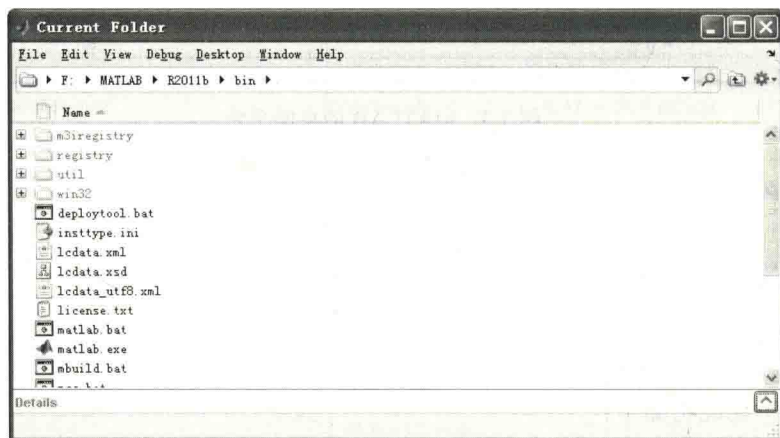 Current Folder
File Edit View Debug Desktop Window Help
F: MATLAB R2011b bin
Name
m3iregistry
registry
util
win32
deploytool.bat
insttype.ini
lcdata.xml
lcdata.xsd
lcdata_utf8.xml
license.txt
matlab.bat
matlab.exe
mbuild.bat
Details